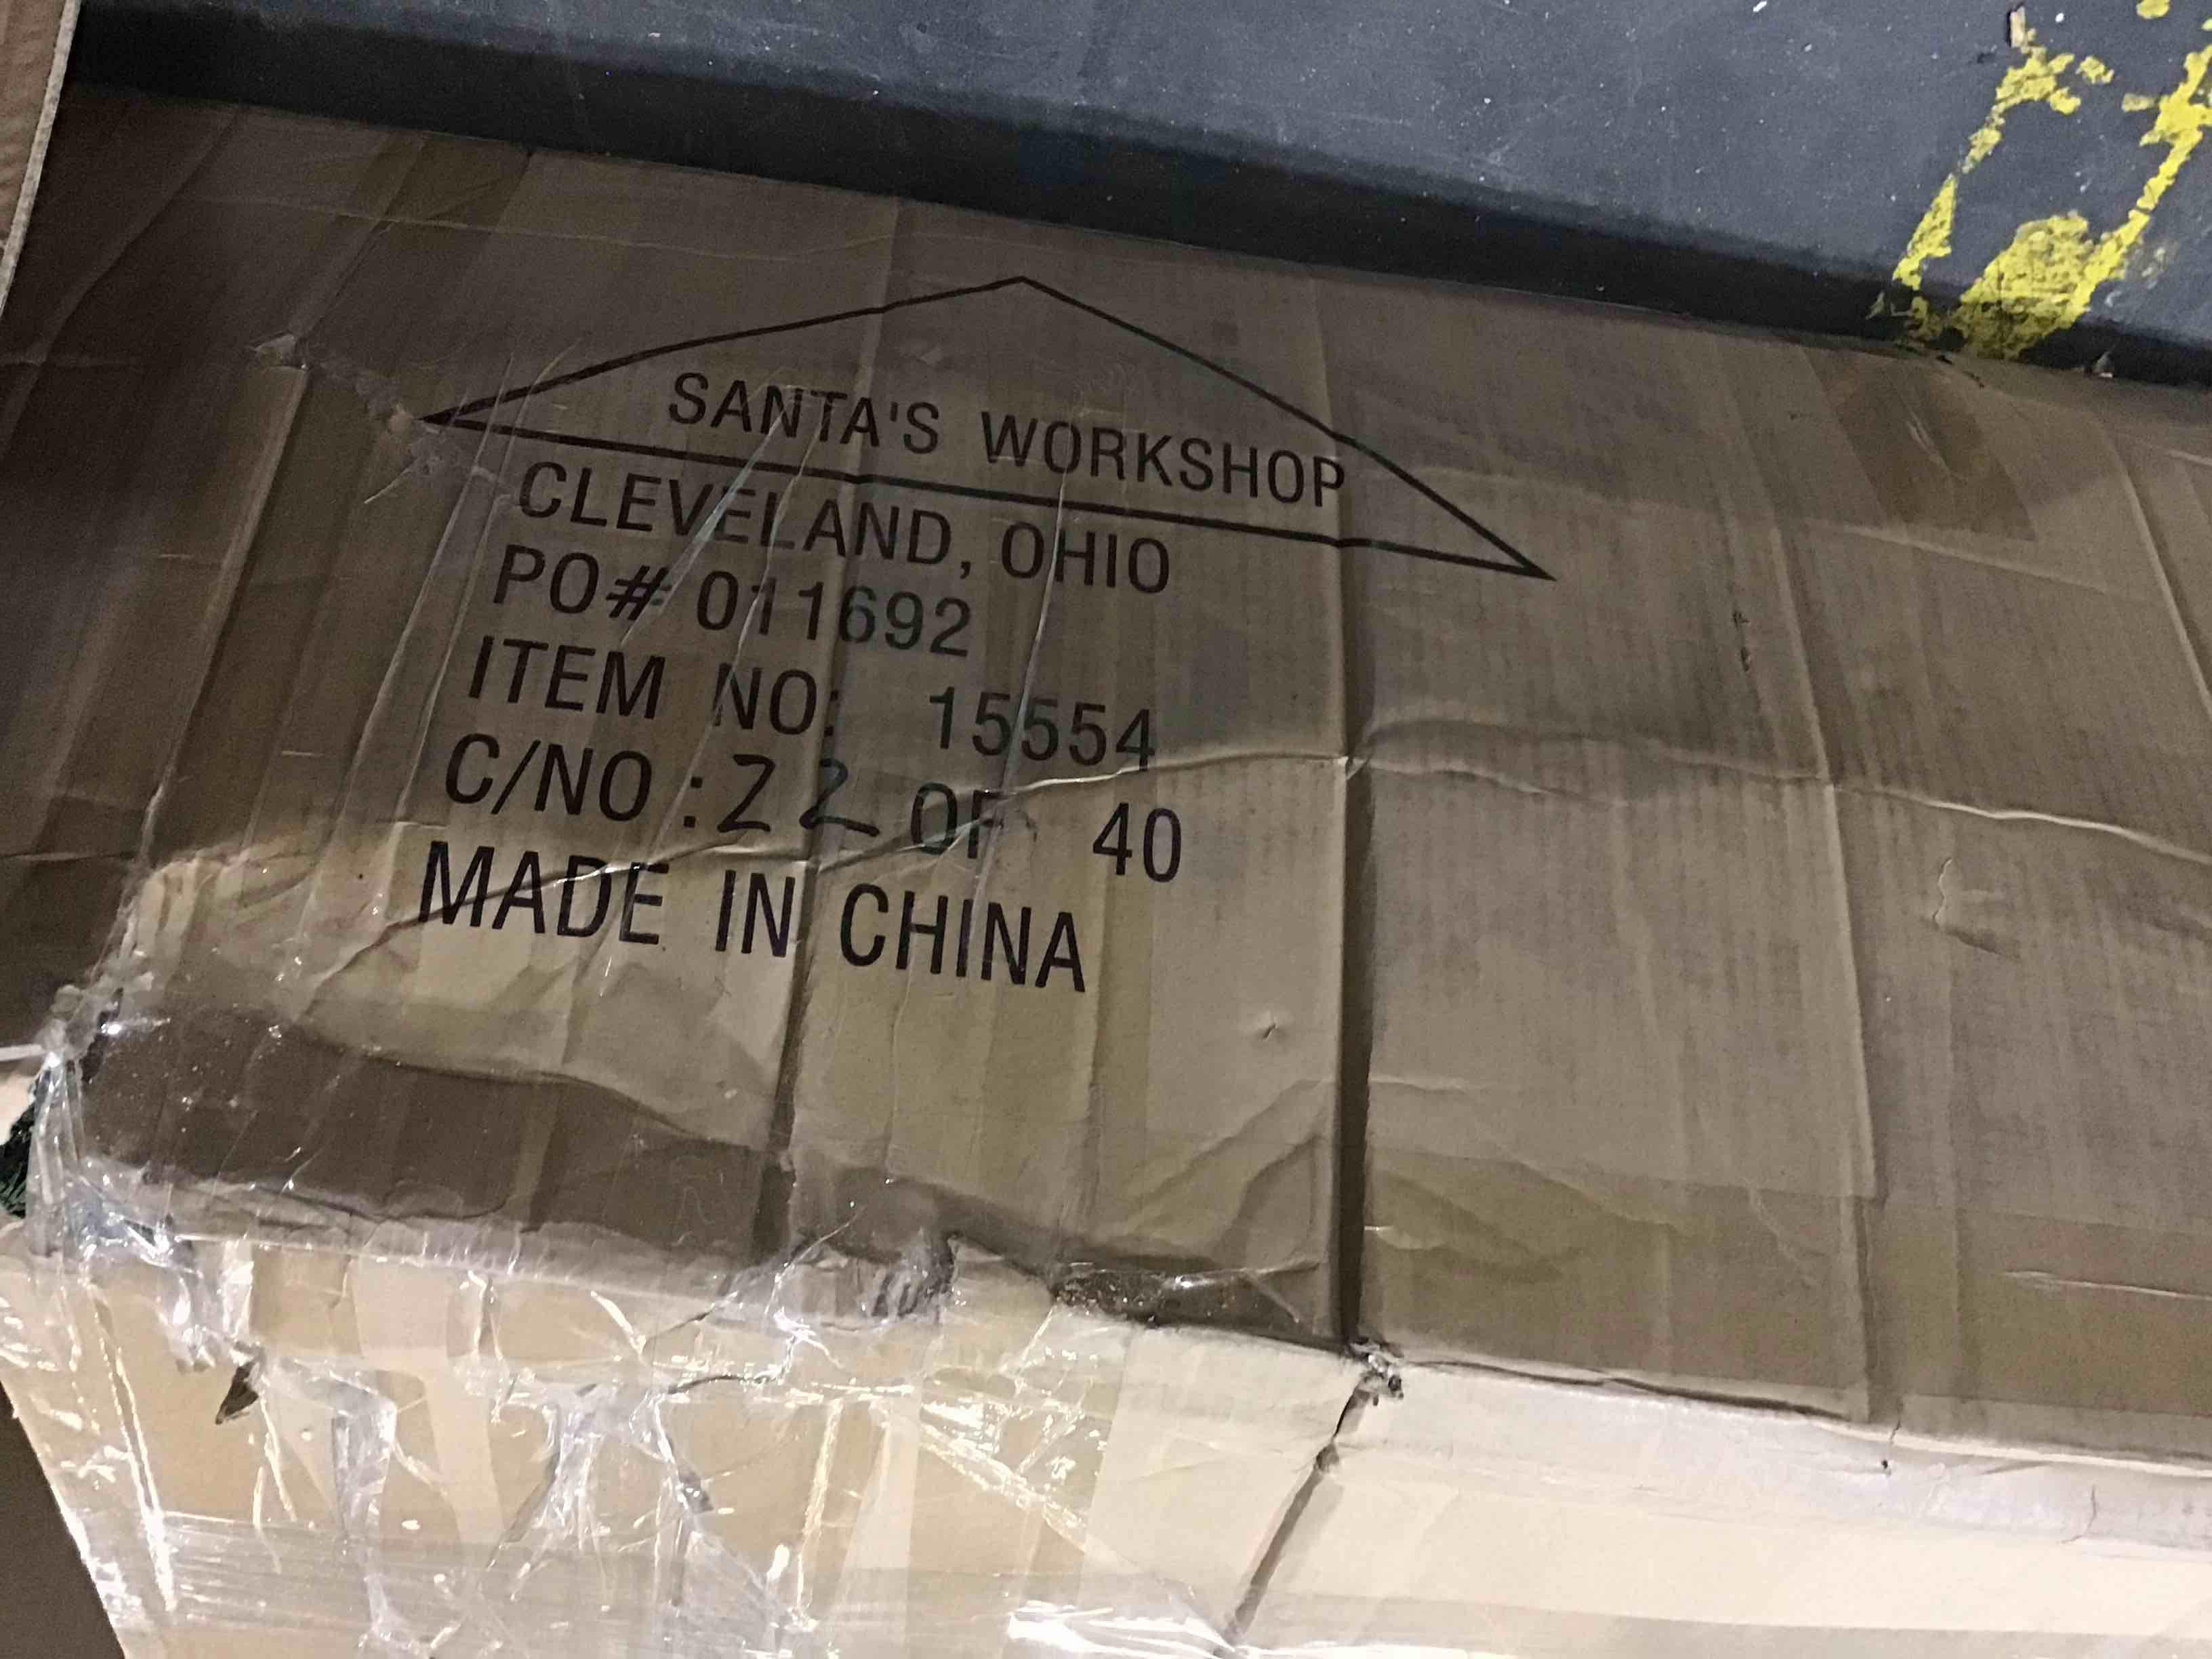 SANTA'S WORKSHOP
CLEVELAND, OHIO
PO# 011692
ITEM NO: 15554
C/NO: 22 OF 40
MADE IN CHINA